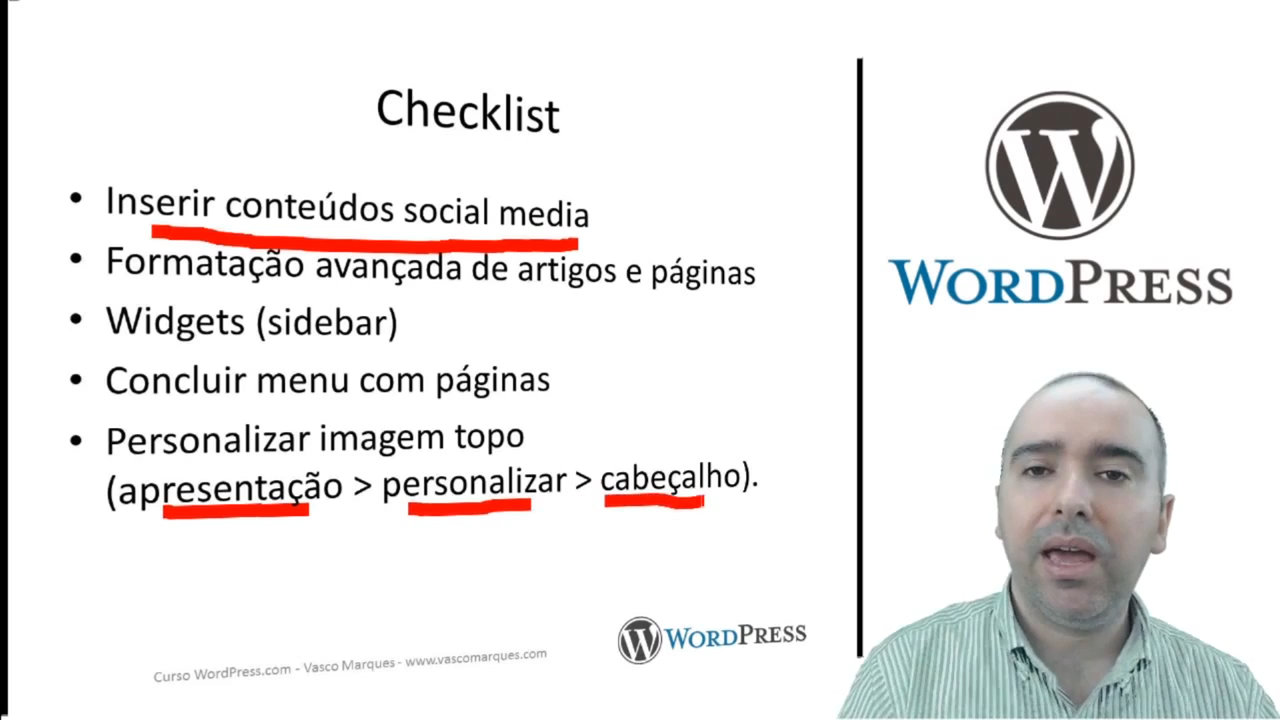 Checklist
• Inserir conteúdos social media
• Formatação avançada de artigos e páginas
• Widgets (sidebar)
• Concluir menu com páginas
• Personalizar imagem topo
(apresentação > personalizar > cabeçalho).
Curso WordPress.com - Vasco Marques - www.vascomarques.com
WORDPRESS
WORDPRESS